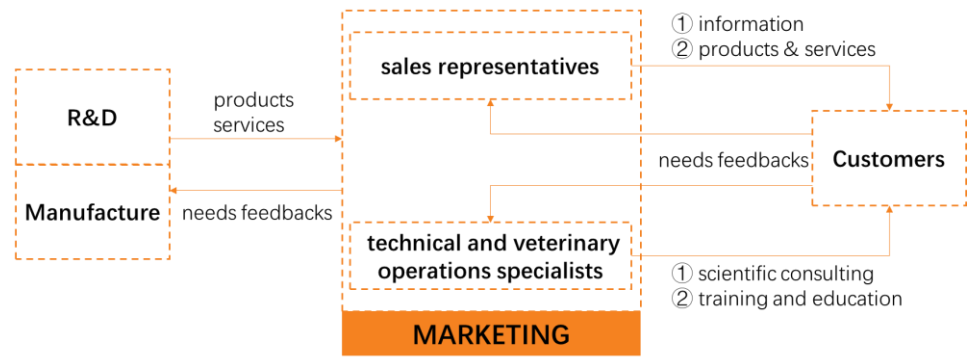 R&D
Manufacture
products
services
needs feedbacks
sales representatives
technical and veterinary
operations specialists
MARKETING
① information
② products & services
needs feedbacks
Customers
① scientific consulting
② training and education